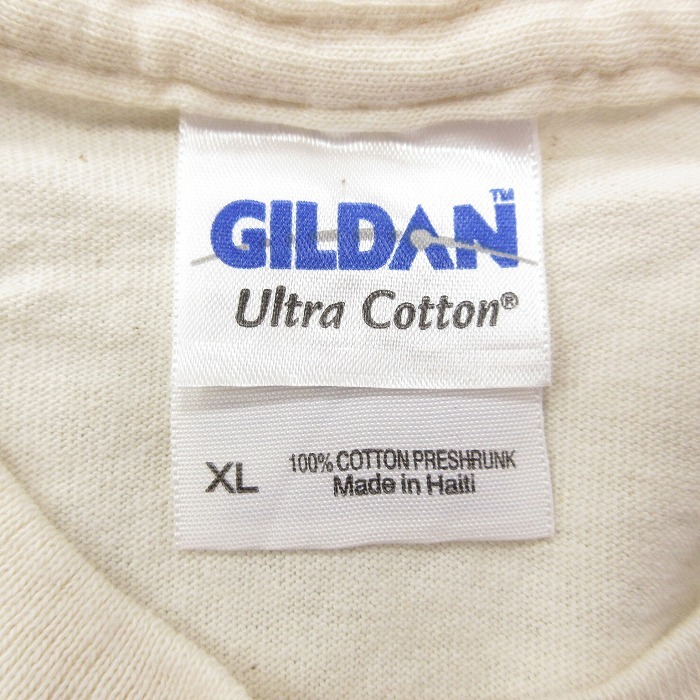 GILDAN™
Ultra Cotton®
XL
100% COTTON PRESHRUNK
Made in Haiti